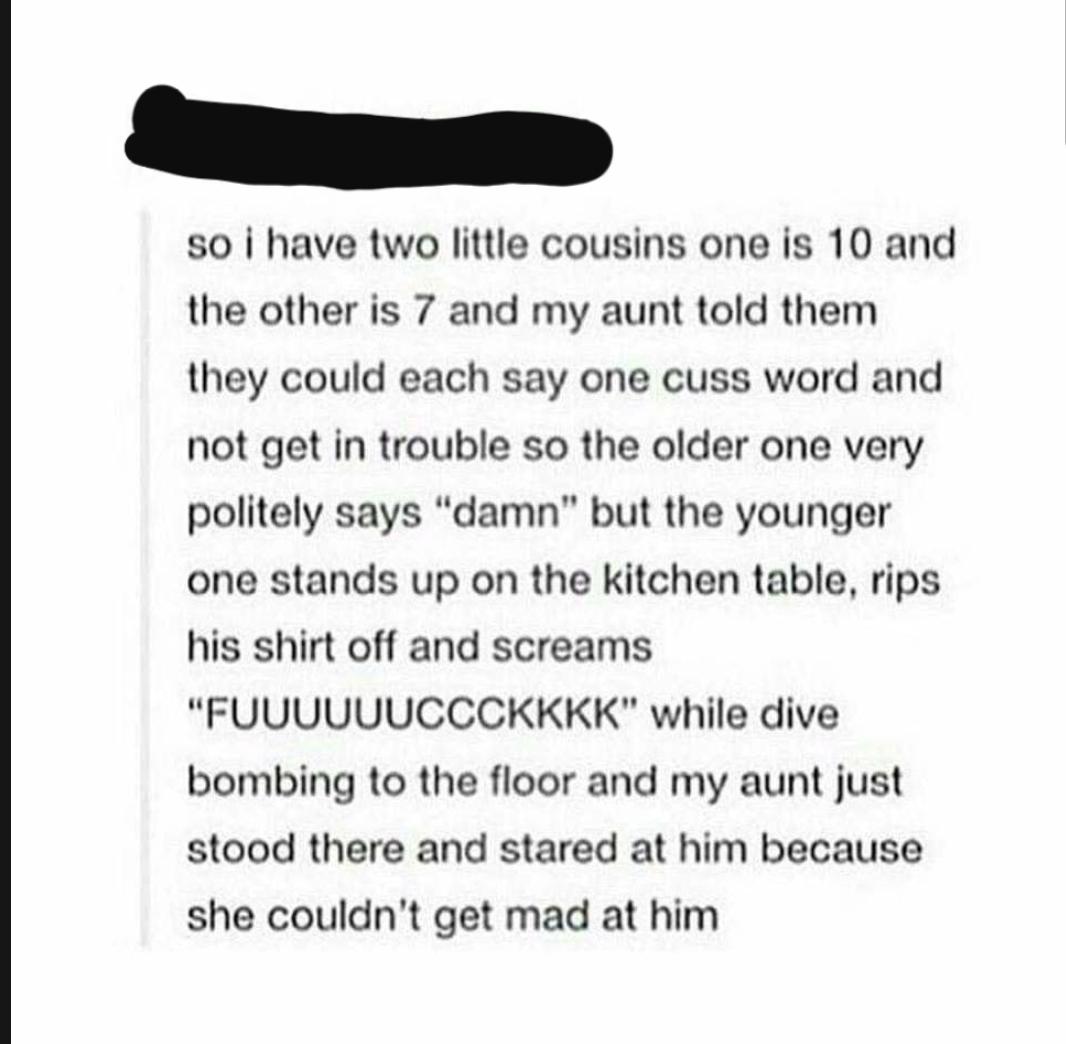 so i have two little cousins one is 10 and
the other is 7 and my aunt told them
they could each say one cuss word and
not get in trouble so the older one very
politely says “damn” but the younger
one stands up on the kitchen table, rips
his shirt off and screams
“FUUUUUUCCCKKKK” while dive
bombing to the floor and my aunt just
stood there and stared at him because
she couldn't get mad at him